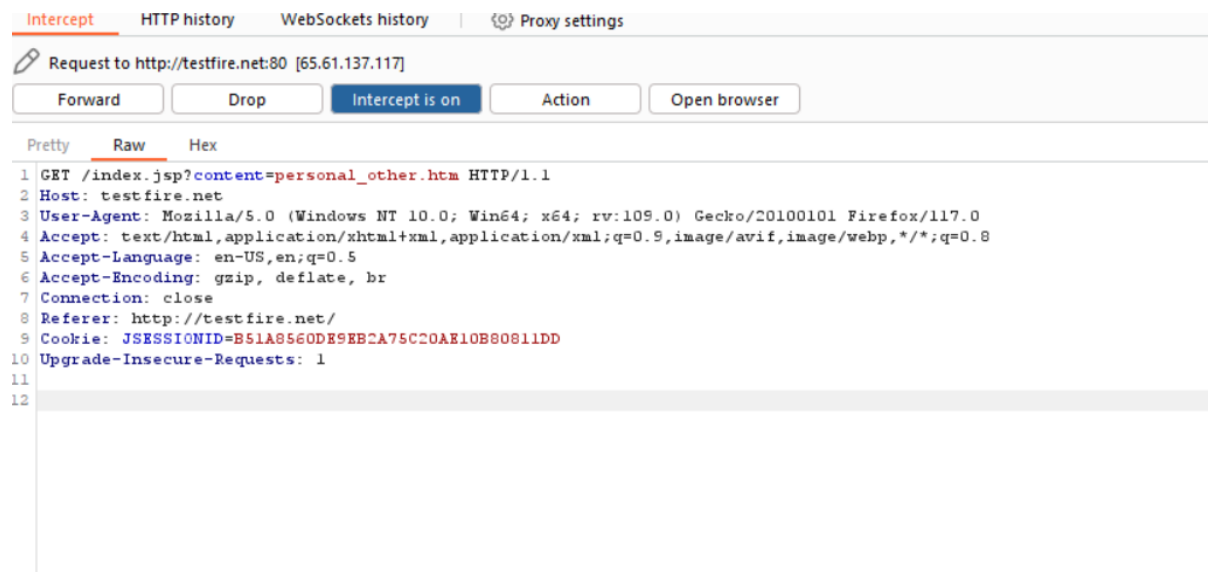 Intercept HTTP history WebSockets history Proxy settings
Request to http://testfire.net:80 [65.61.137.117]
Forward Drop Intercept is on Action Open browser
Pretty Raw Hex
1 GET /index.jsp?content=personal_other.htm HTTP/1.1
2 Host: testfire.net
3 User-Agent: Mozilla/5.0 (Windows NT 10.0; Win64; x64; rv:109.0) Gecko/20100101 Firefox/117.0
4 Accept: text/html,application/xhtml+xml,application/xml;q=0.9,image/avif,image/webp,*/*;q=0.8
5 Accept-Language: en-US,en;q=0.5
6 Accept-Encoding: gzip, deflate, br
7 Connection: close
8 Referer: http://testfire.net/
9 Cookie: JSESSIONID=B51A8560DE9EB2A75C20AE10B80811DD
10 Upgrade-Insecure-Requests: 1
11
12